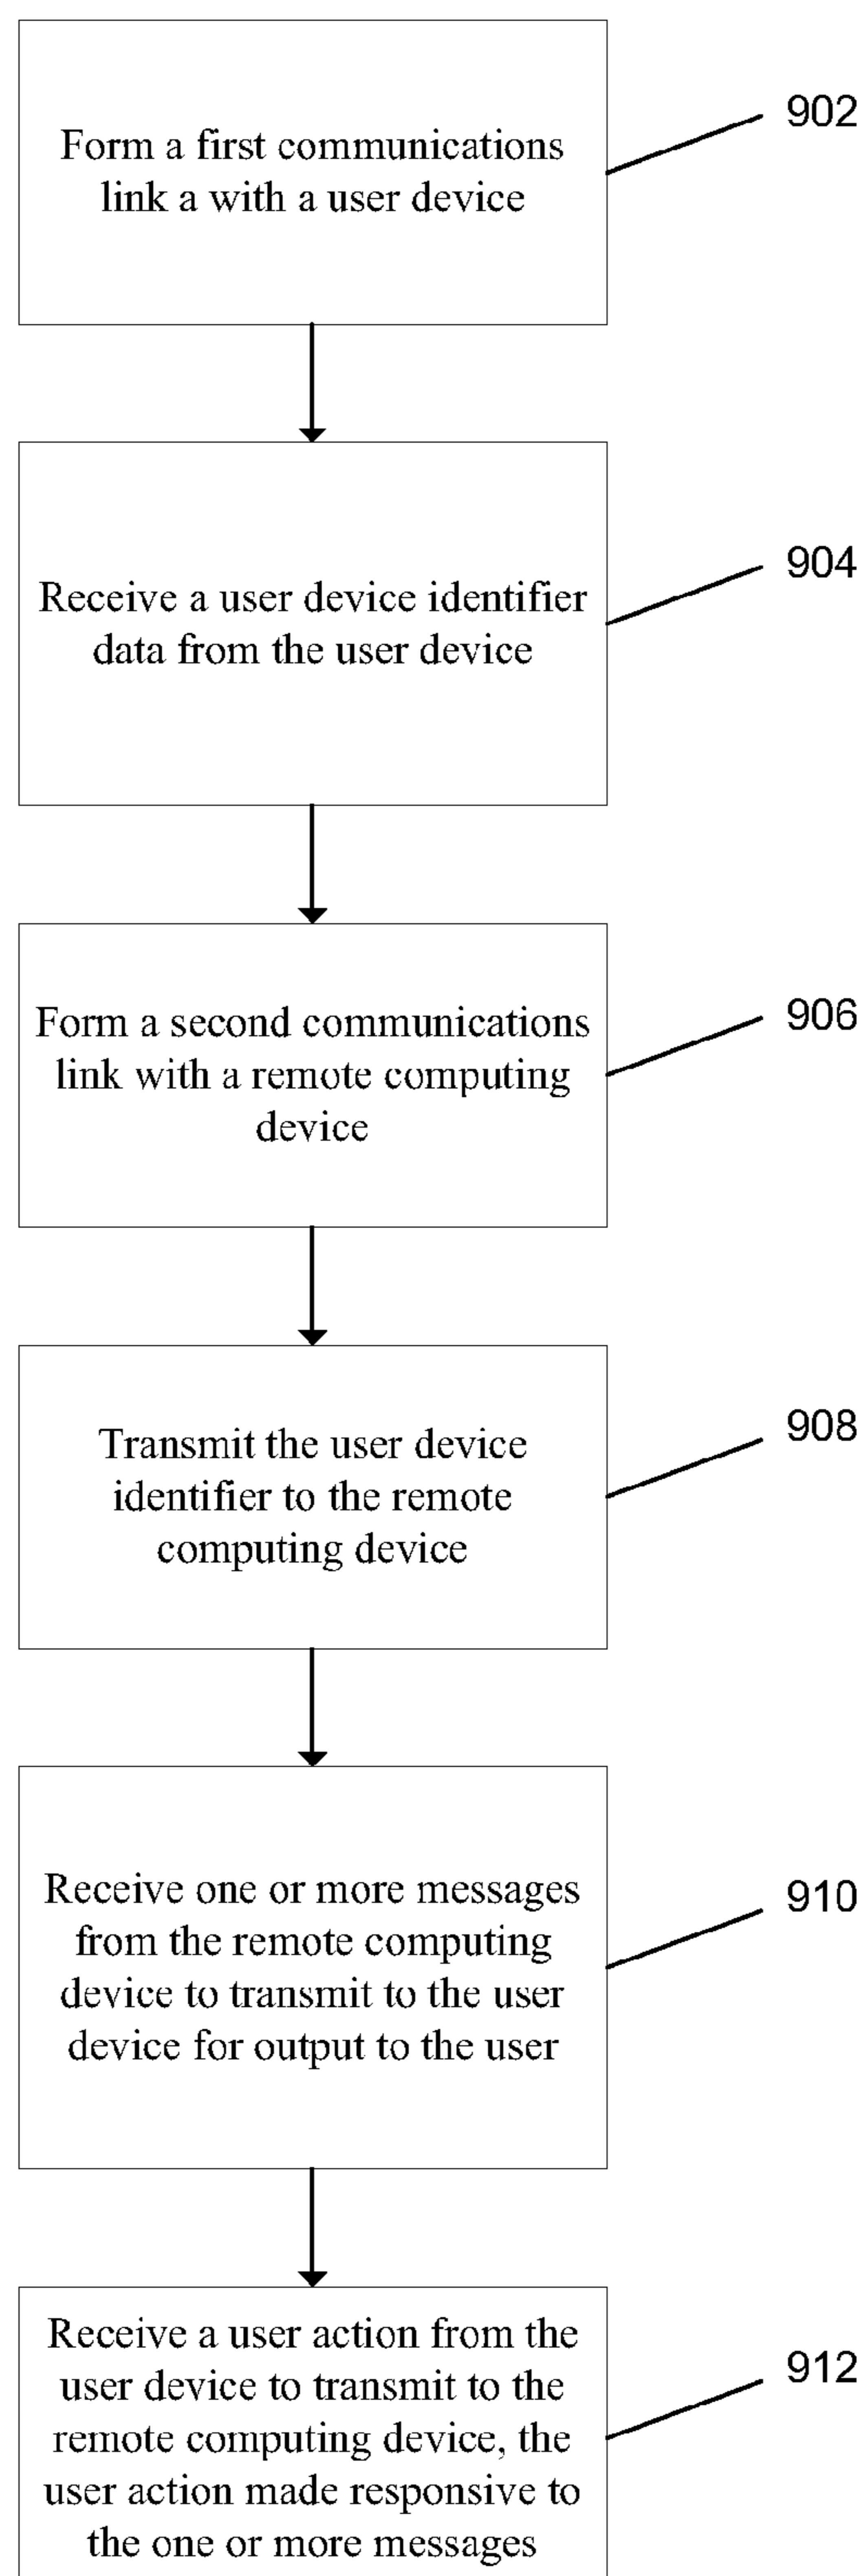 Form a first communications
link a with a user device
902
Receive a user device identifier
data from the user device
904
Form a second communications
link with a remote computing
device
906
Transmit the user device
identifier to the remote
computing device
908
Receive one or more messages
from the remote computing
device to transmit to the user
device for output to the user
910
Receive a user action from the
user device to transmit to the
remote computing device, the
user action made responsive to
the one or more messages
912